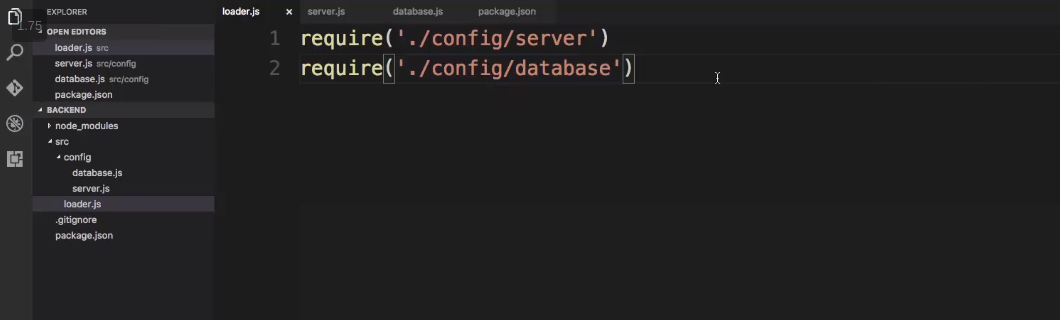 EXPLORER
1.75
OPEN EDITORS
loader.js src
server.js src/config
database.js src/config
package.json
BACKEND
node_modules
src
config
database.js
server.js
loader.js
.gitignore
package.json
loader.js × server.js database.js package.json
1 require('./config/server')
2 require('./config/database')